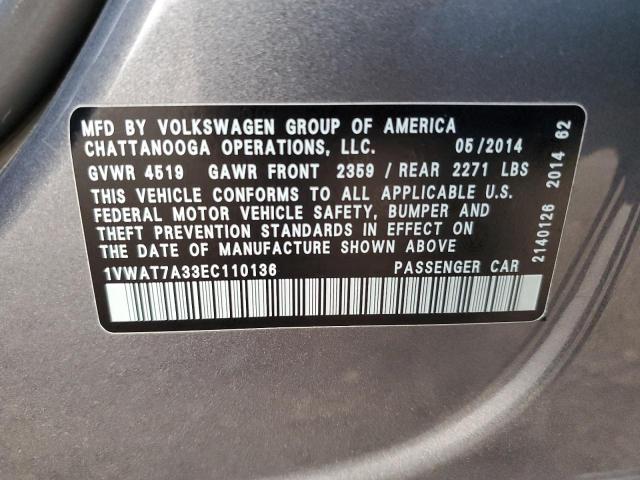 MFD BY VOLKSWAGEN GROUP OF AMERICA
CHATTANOOGA OPERATIONS, LLC. 05/2014
GVWR 4519 GAWR FRONT 2359 / REAR 2271 LBS
THIS VEHICLE CONFORMS TO ALL APPLICABLE U.S.
FEDERAL MOTOR VEHICLE SAFETY, BUMPER AND
THEFT PREVENTION STANDARDS IN EFFECT ON
THE DATE OF MANUFACTURE SHOWN ABOVE
1VWAT7A33EC110136 PASSENGER CAR
2140126 2014 62